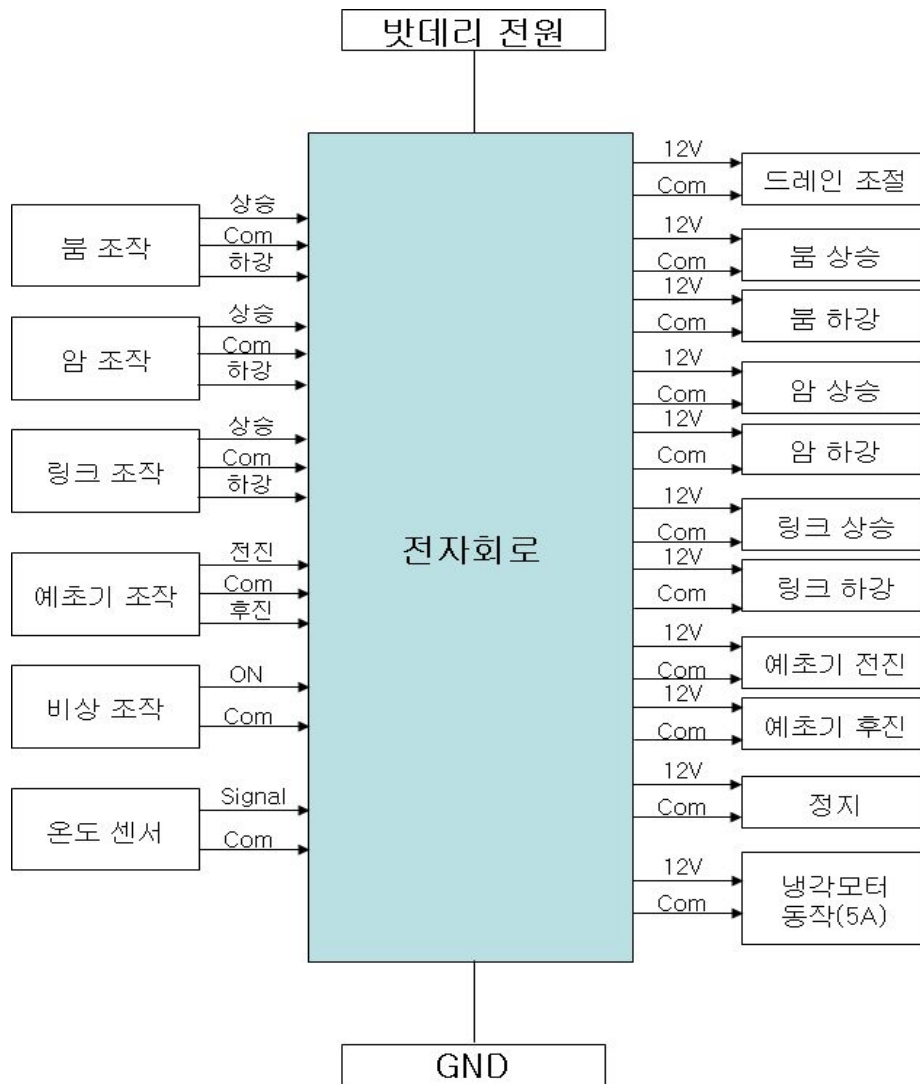 밧데리 전원
붐 조작
상승
Com
하강
암 조작
상승
Com
하강
링크 조작
상승
Com
하강
예초기 조작
전진
Com
후진
비상 조작
ON
Com
온도 센서
Signal
Com
전자회로
12V
Com
드레인 조절
12V
Com
붐 상승
12V
Com
붐 하강
12V
Com
암 상승
12V
Com
암 하강
12V
Com
링크 상승
12V
Com
링크 하강
12V
Com
예초기 전진
12V
Com
예초기 후진
12V
Com
정지
12V
Com
냉각모터
동작(5A)
GND